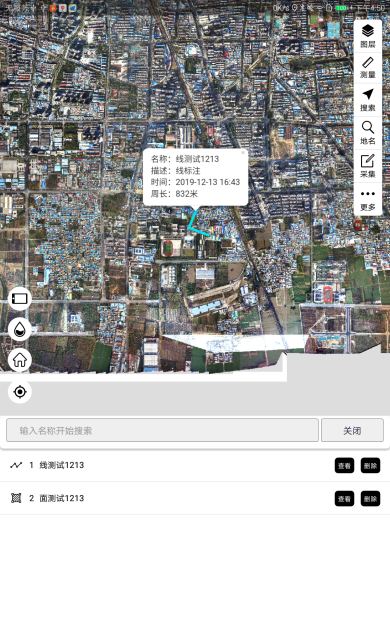 图层
测量
搜索
地名
采集
更多
名称：线测试1213
描述：线标注
时间：2019-12-13 16:43
周长：832米
输入名称开始搜索
关闭
1 线测试1213
查看
删除
2 面测试1213
查看
删除